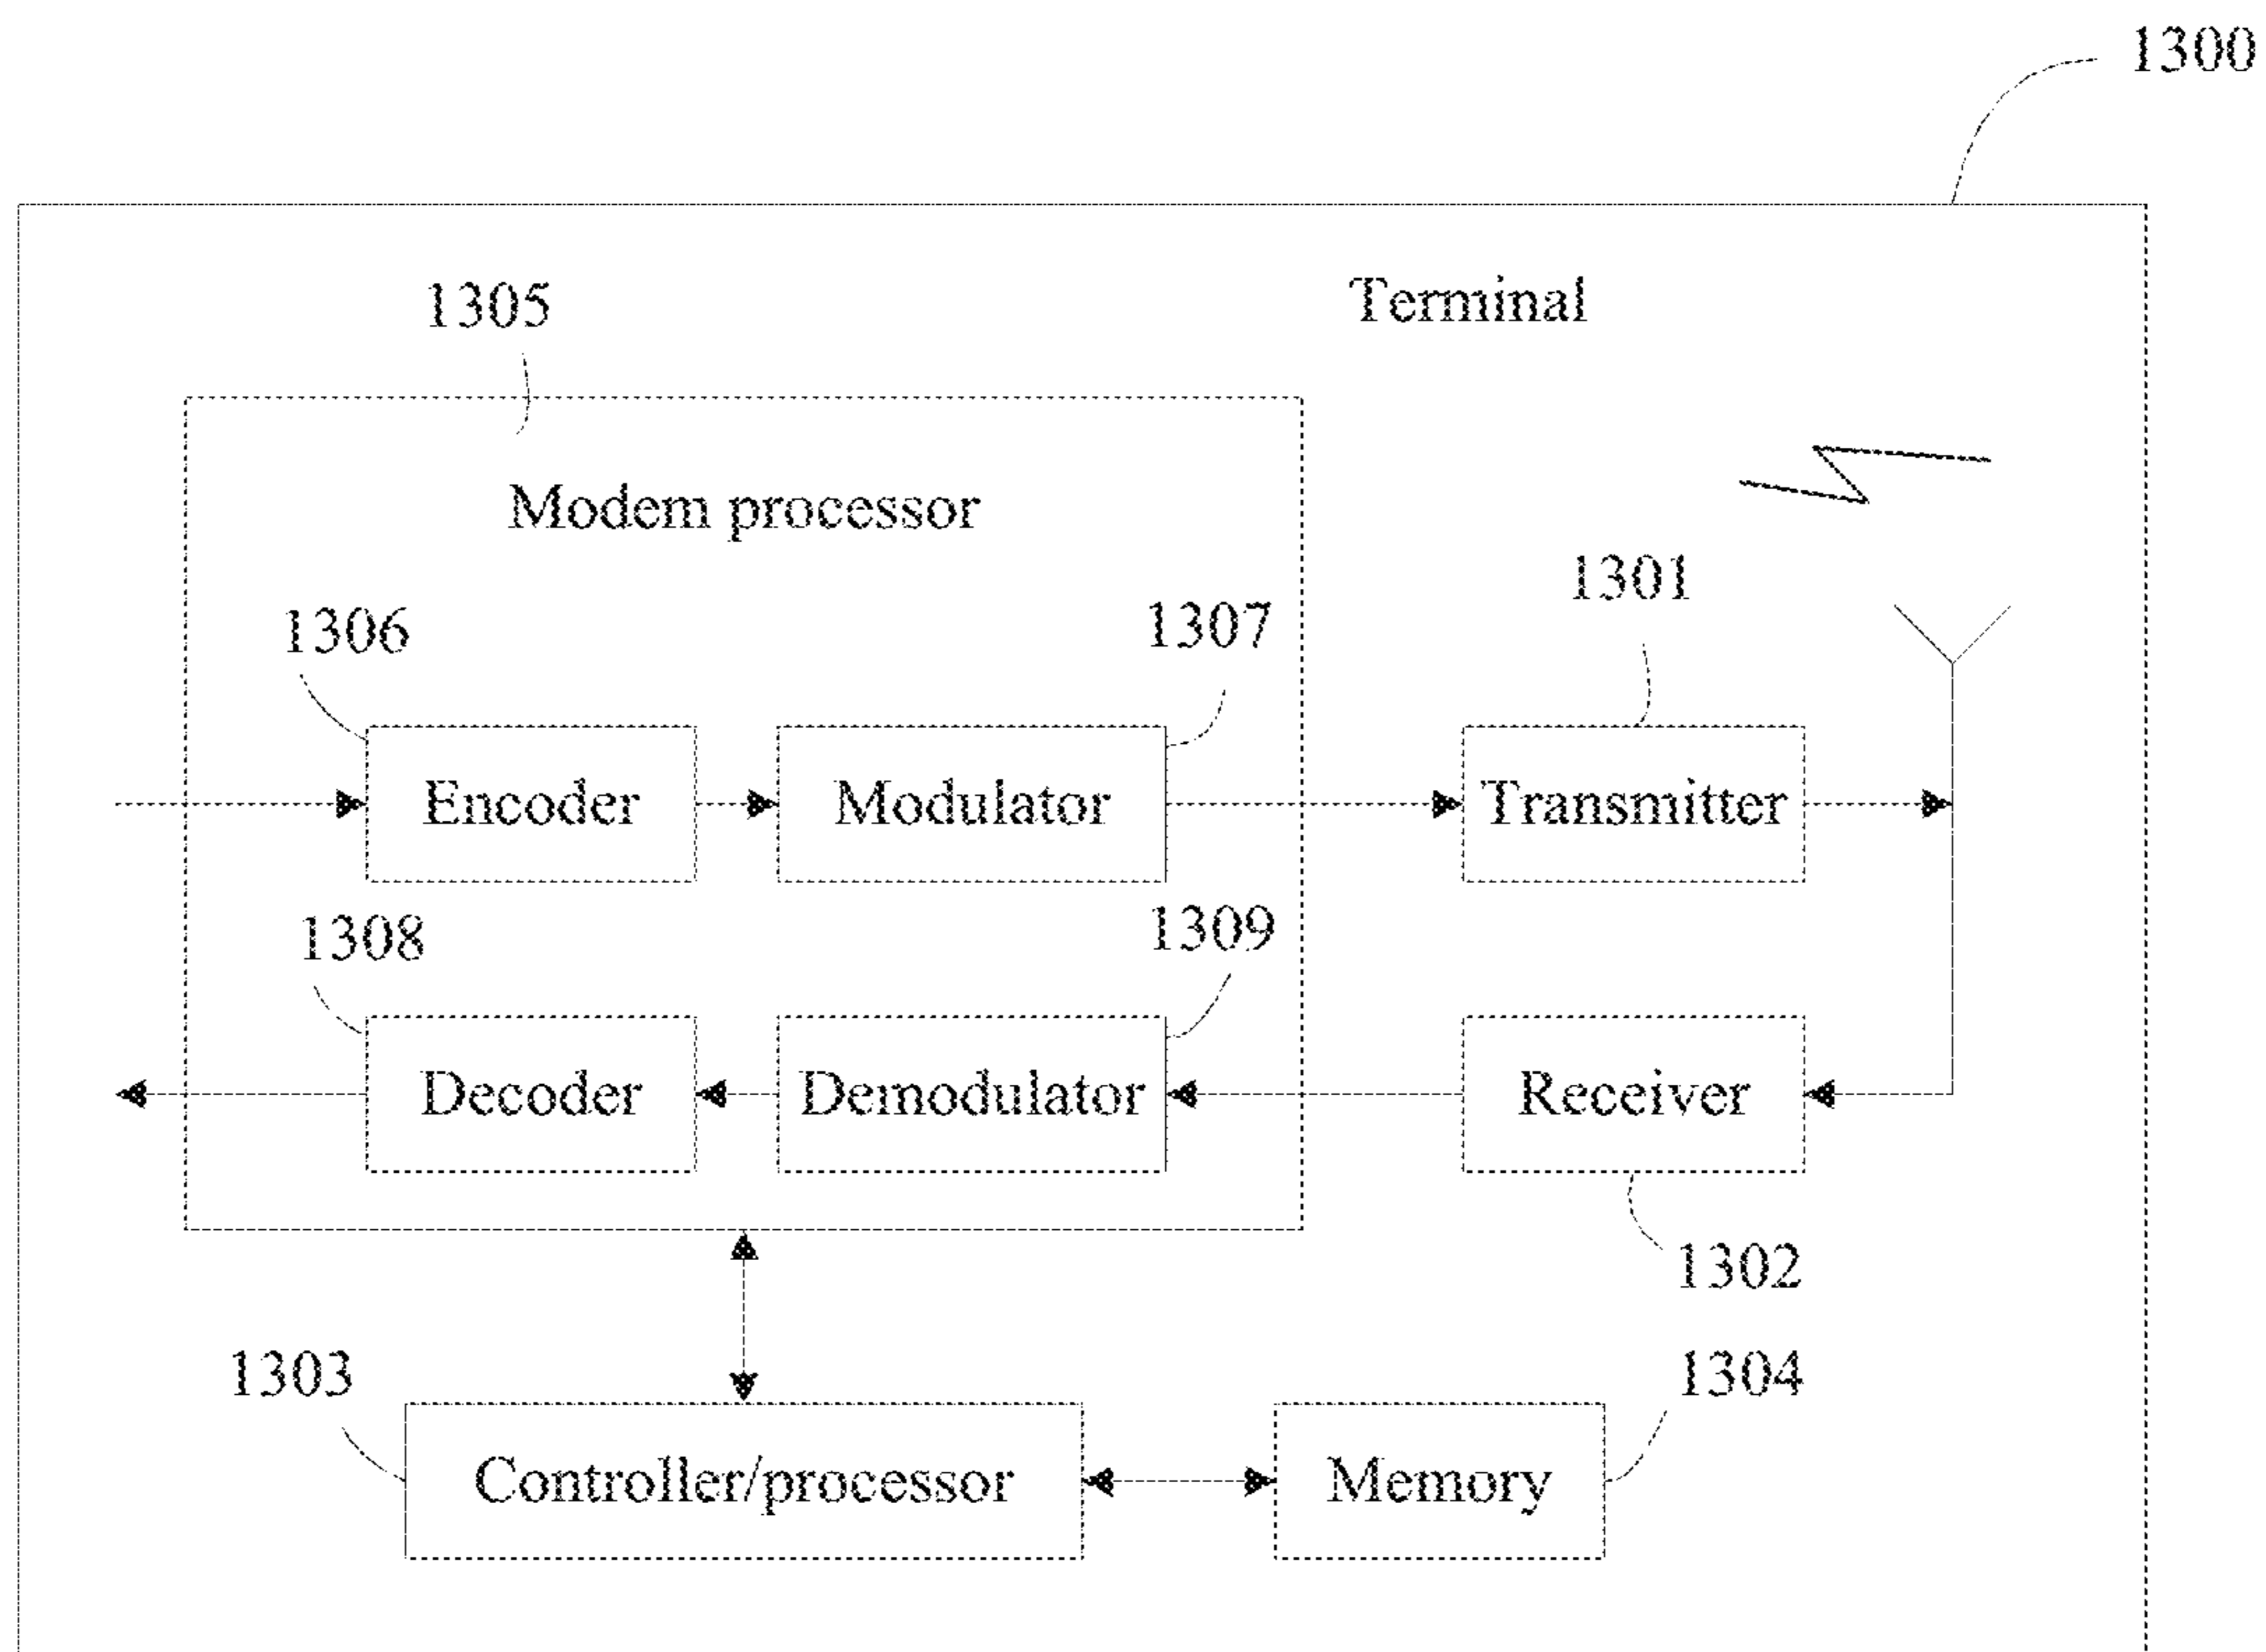 1300
Terminal
1305
Modem processor
1301
1306
1307
Encoder
Modulator
Transmitter
1308
1309
Decoder
Demodulator
Receiver
1302
1303
1304
Controller/processor
Memory